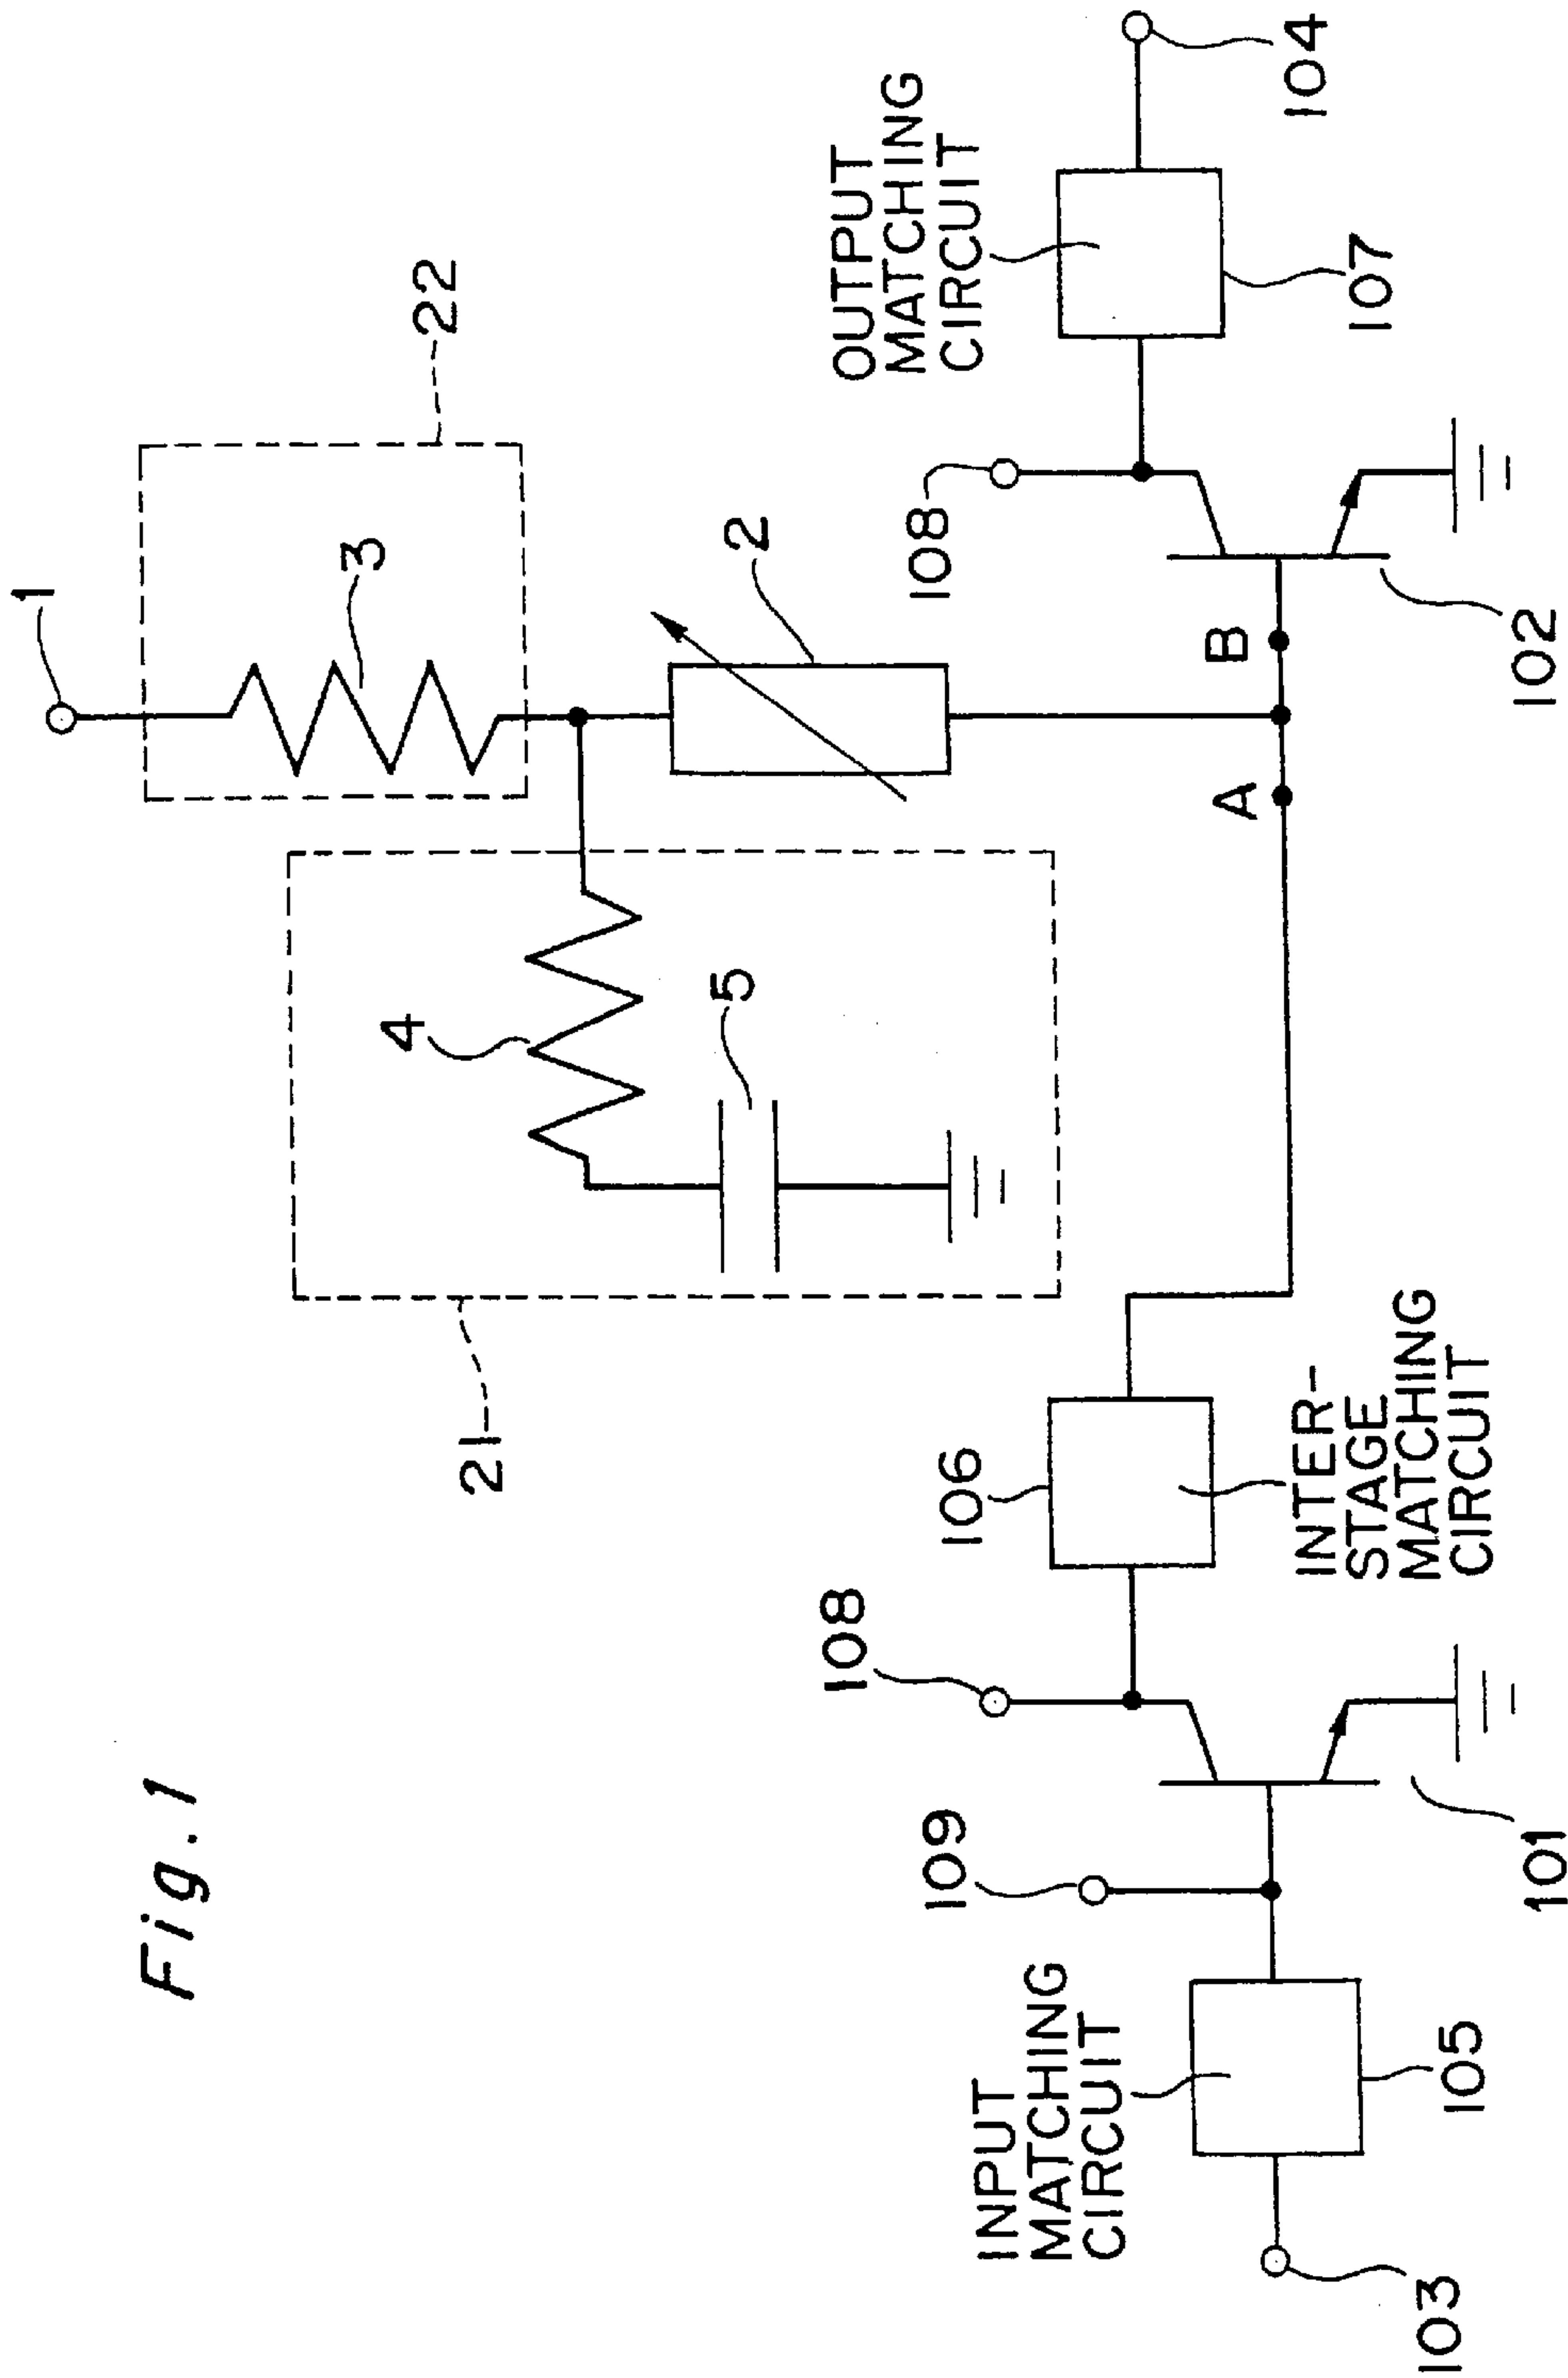 Fig. 1
1
22
3
2
4
5
21
OUTPUT
MATCHING
CIRCUIT
104
107
108
B
A
102
106
INTER-
STAGE
MATCHING
CIRCUIT
108
109
101
INPUT
MATCHING
CIRCUIT
105
103